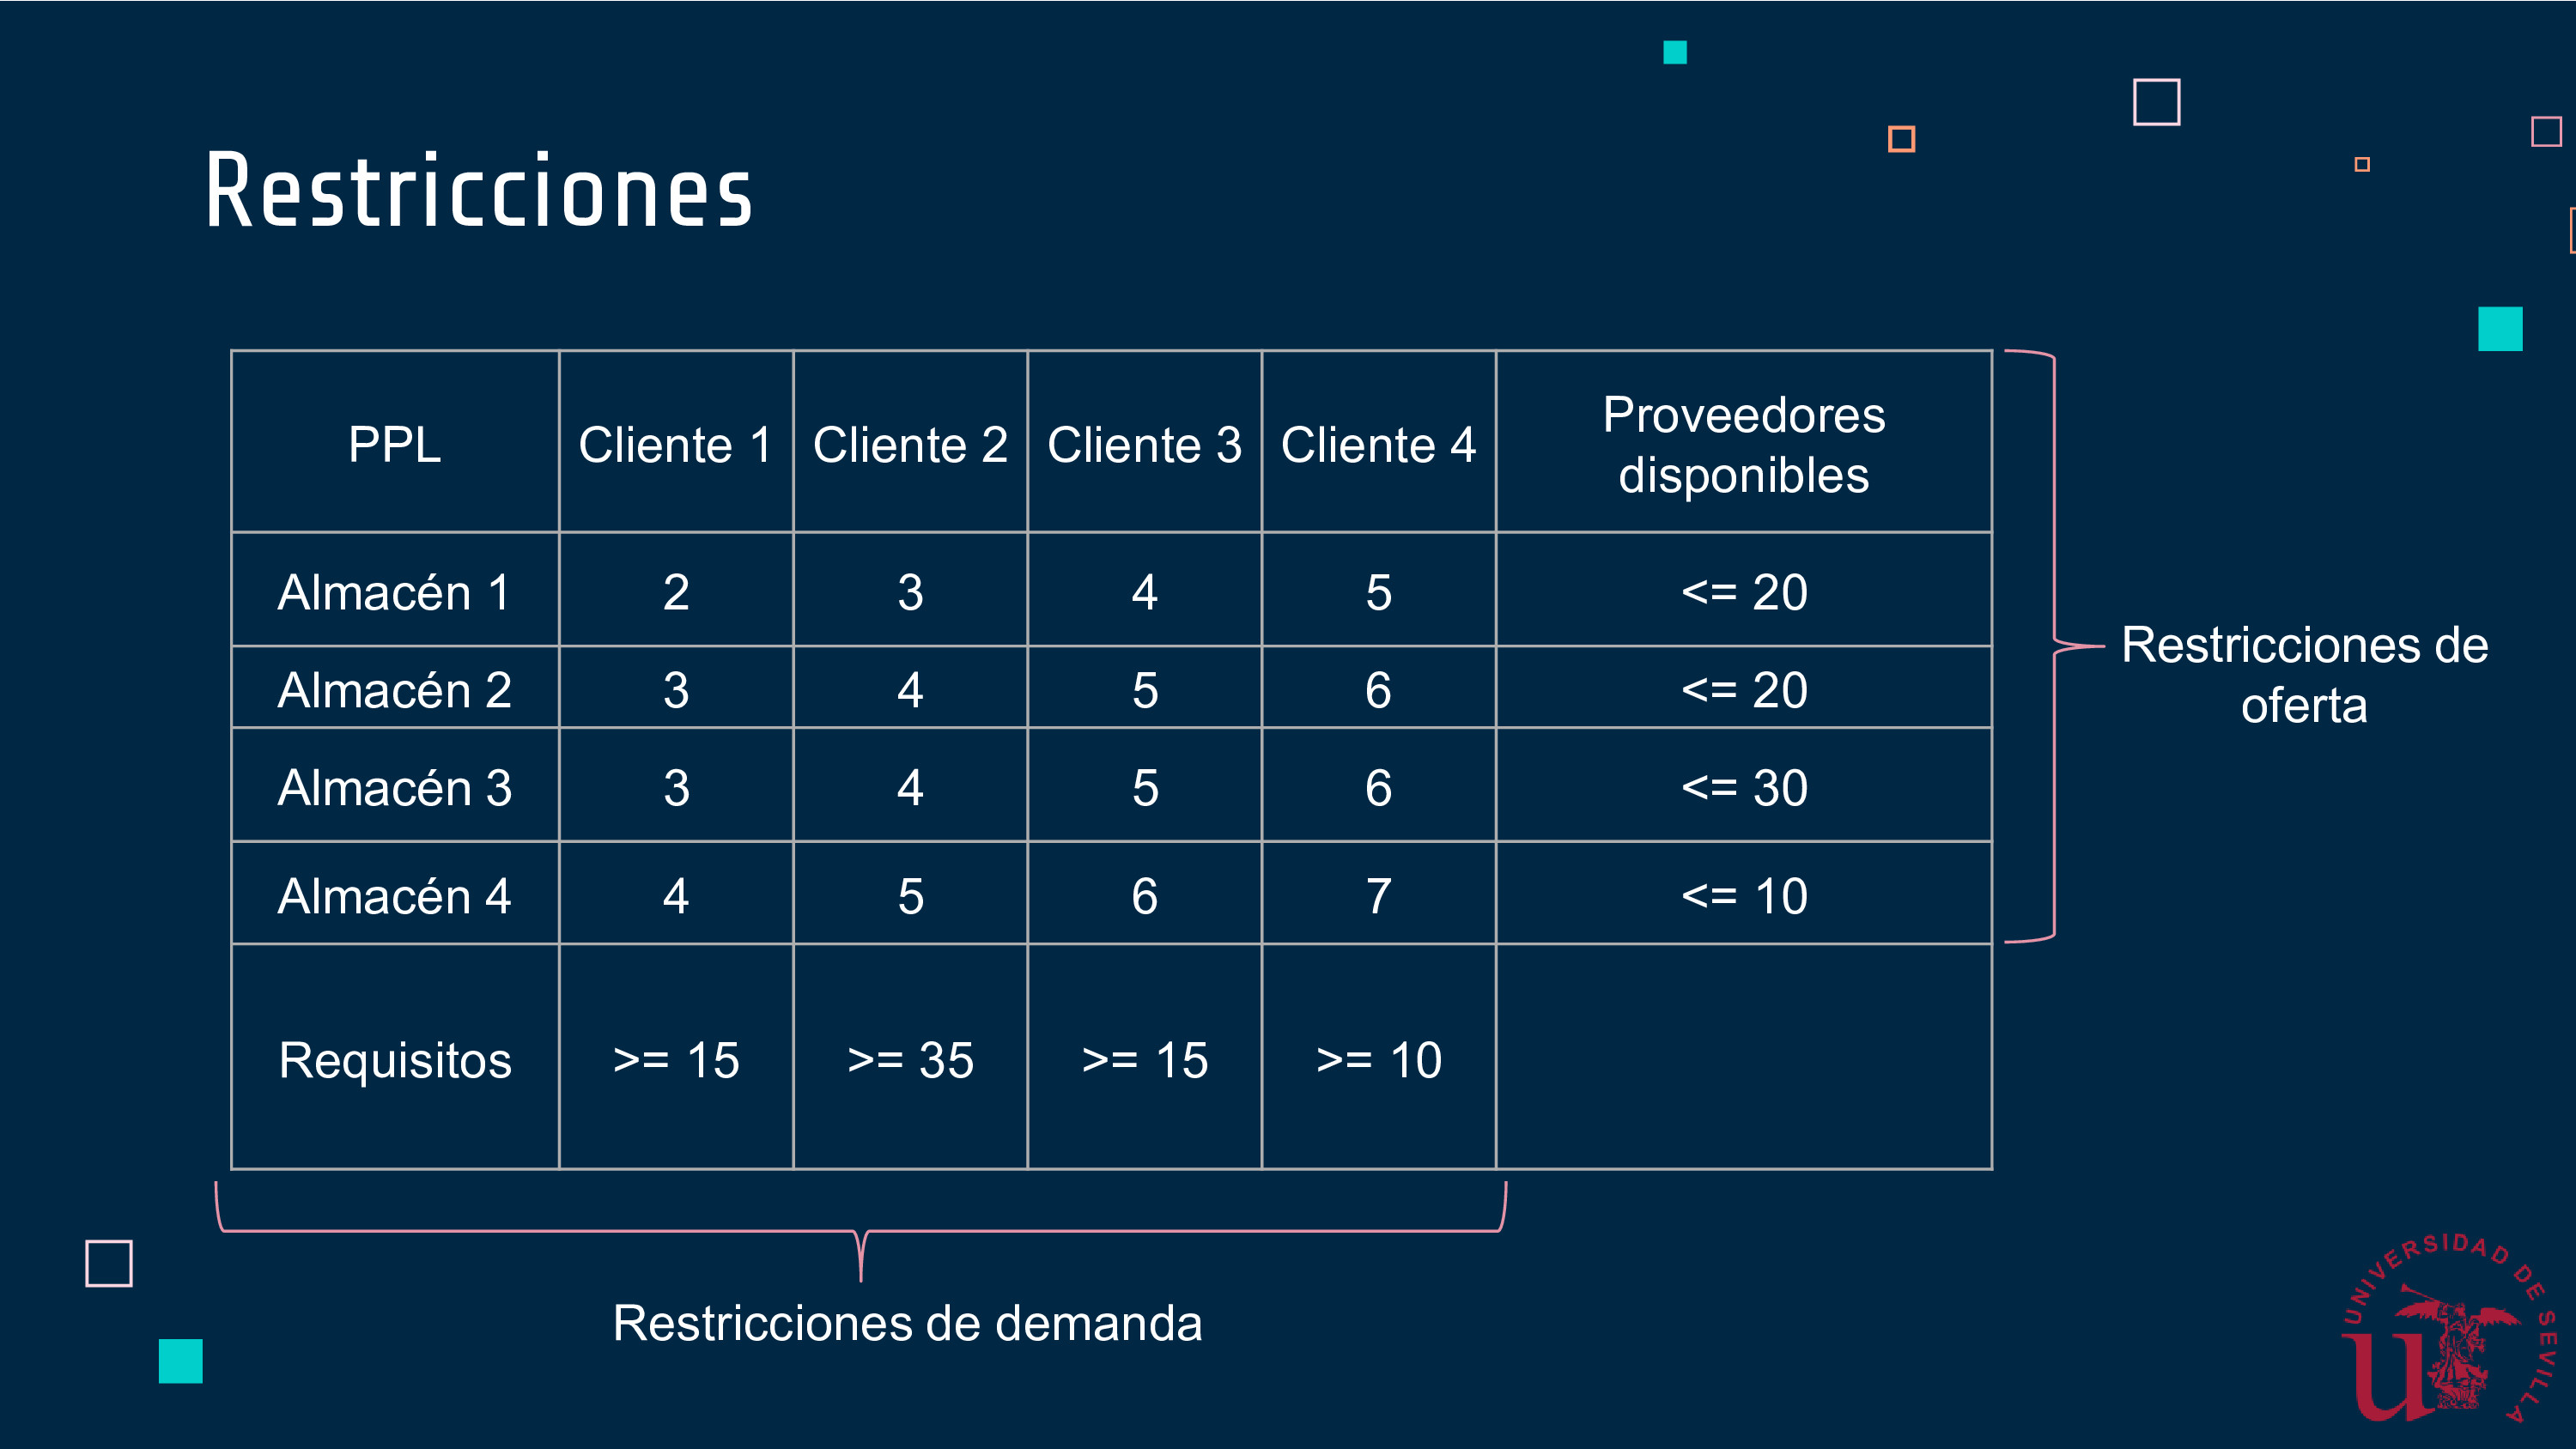 Restricciones
PPL Cliente 1 Cliente 2 Cliente 3 Cliente 4 Proveedores
disponibles
Almacén 1 2 3 4 5 <= 20
Almacén 2 3 4 5 6 <= 20
Almacén 3 3 4 5 6 <= 30
Almacén 4 4 5 6 7 <= 10
Requisitos >= 15 >= 35 >= 15 >= 10
Restricciones de
oferta
Restricciones de demanda
UNIVERSIDAD DE SEVILLA
u